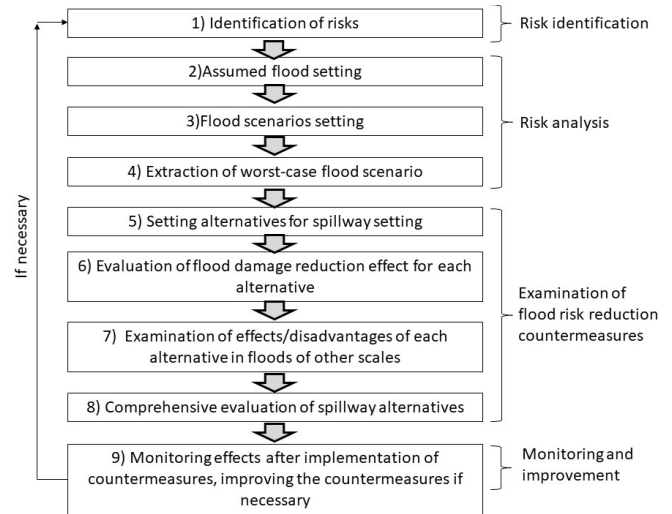 1) Identification of risks
Risk identification
2)Assumed flood setting
3)Flood scenarios setting
Risk analysis
4) Extraction of worst-case flood scenario
5) Setting alternatives for spillway setting
6) Evaluation of flood damage reduction effect for each
alternative
7) Examination of effects/disadvantages of each
alternative in floods of other scales
8) Comprehensive evaluation of spillway alternatives
Examination of
flood risk reduction
countermeasures
9) Monitoring effects after implementation of
countermeasures, improving the countermeasures if
necessary
Monitoring and
improvement
If necessary